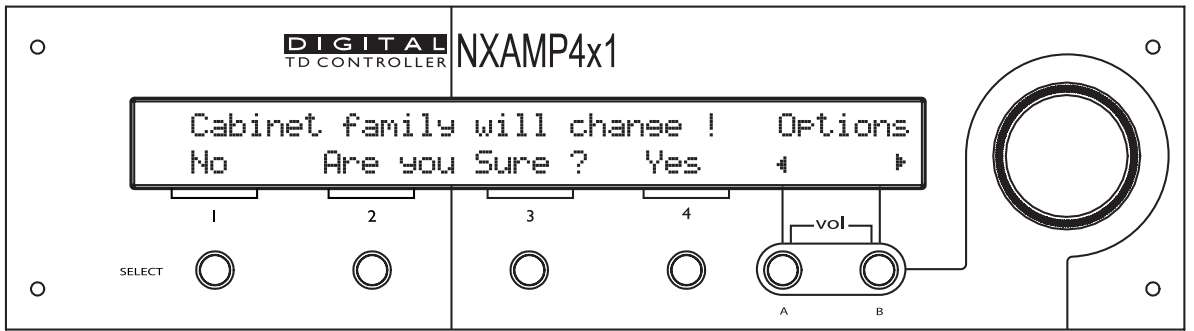 DIGITAL NXAMP4x1
TD CONTROLLER
Cabinet family will change ! Options
No Are you Sure ? Yes
1 2 3 4 vol
SELECT
A B